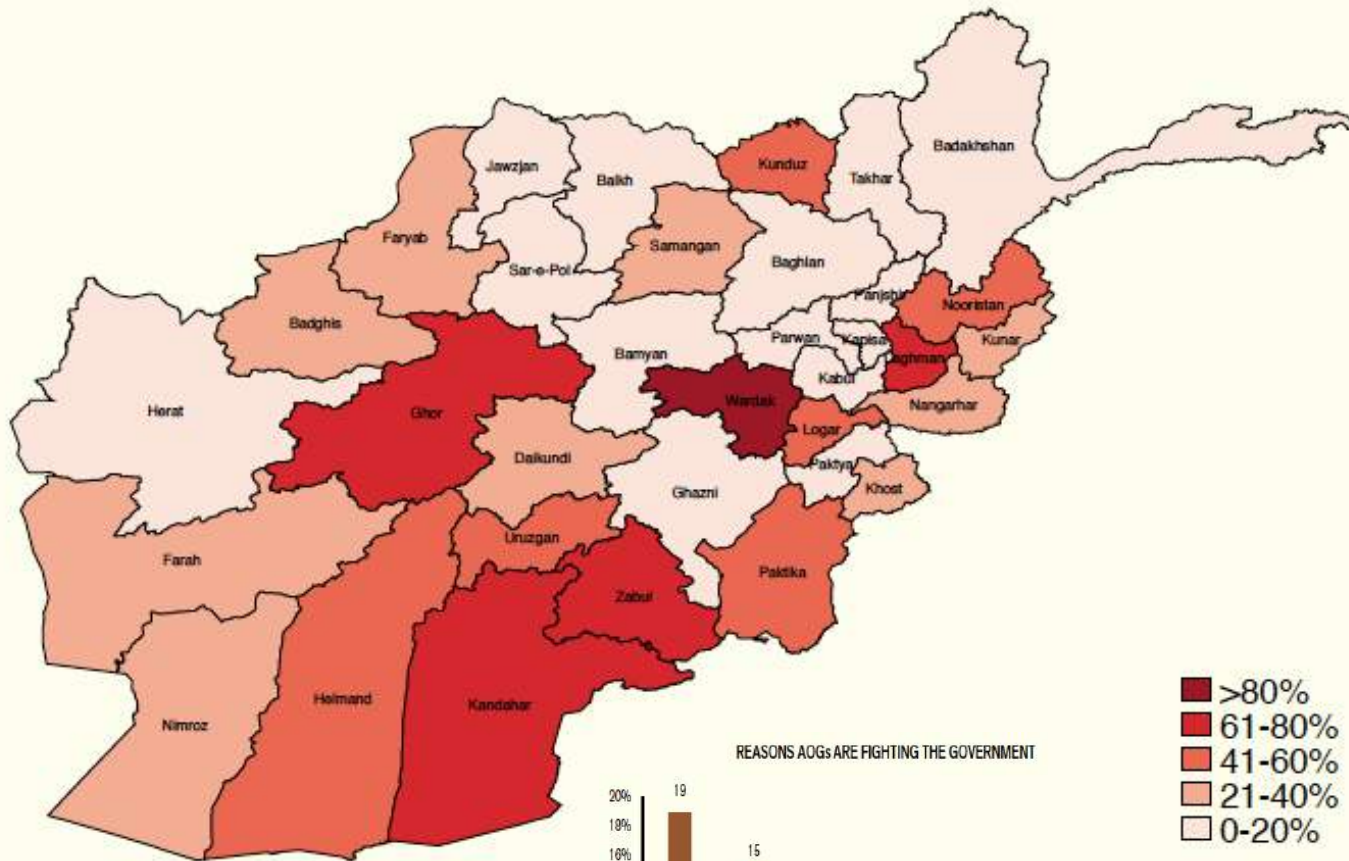 Jawzjan
Balkh
Kunduz
Takhar
Badakhshan
Faryab
Sar-e-Pol
Samangan
Baghlan
Panjshir
Nooristan
Badghis
Bamyan
Parwan
Kapisa
Laghman
Kunar
Kabul
Herat
Ghor
Wardak
Nangarhar
Logar
Daikundi
Paktya
Ghazni
Khost
Farah
Uruzgan
Paktika
Zabul
Helmand
Kandahar
Nimroz
>80%
61-80%
41-60%
21-40%
0-20%
REASONS AOGs ARE FIGHTING THE GOVERNMENT
20%
19
18%
15
16%